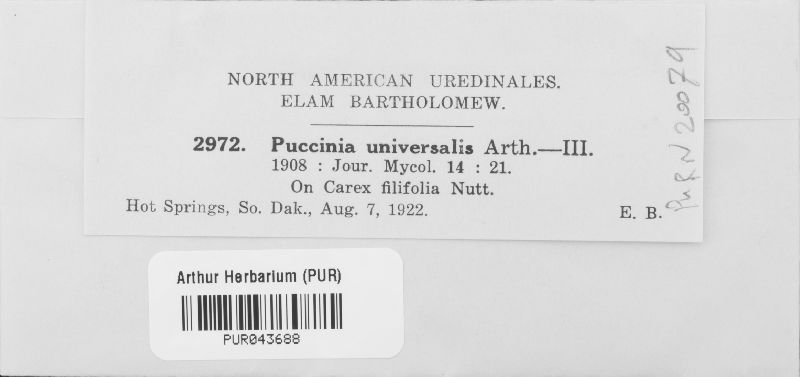 NORTH AMERICAN UREDINALES.
ELAM BARTHOLOMEW.
2972. Puccinia universalis Arth.—III.
1908 : Jour. Mycol. 14 : 21.
On Carex filifolia Nutt.
Hot Springs, So. Dak., Aug. 7, 1922. E. B.
PUR N 20079
Arthur Herbarium (PUR)
PUR043688